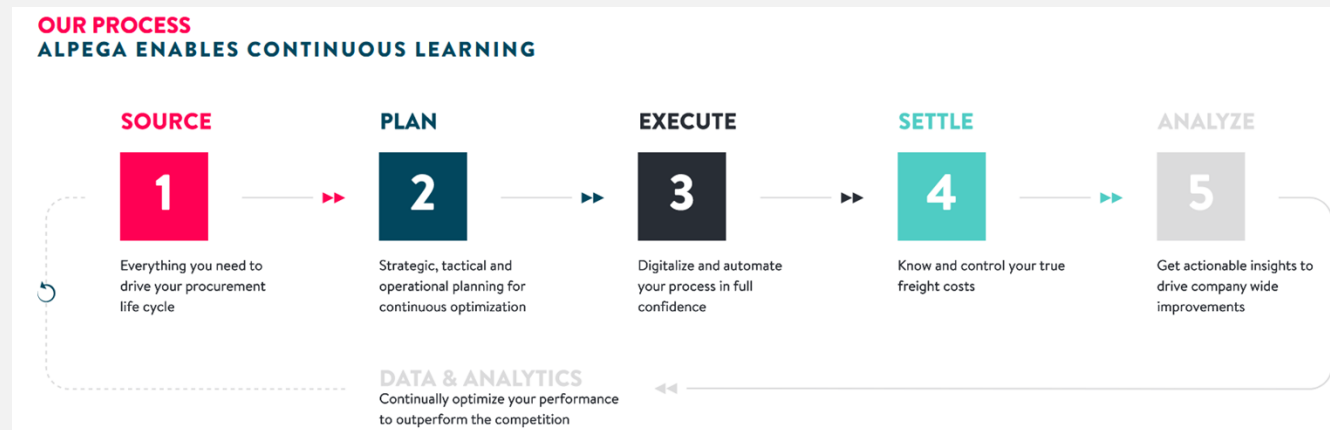 OUR PROCESS
ALPEGA ENABLES CONTINUOUS LEARNING
SOURCE
1
Everything you need to
drive your procurement
life cycle
PLAN
2
Strategic, tactical and
operational planning for
continuous optimization
EXECUTE
3
Digitalize and automate
your process in full
confidence
SETTLE
4
Know and control your true
freight costs
ANALYZE
5
Get actionable insights to
drive company wide
improvements
DATA & ANALYTICS
Continually optimize your performance
to outperform the competition